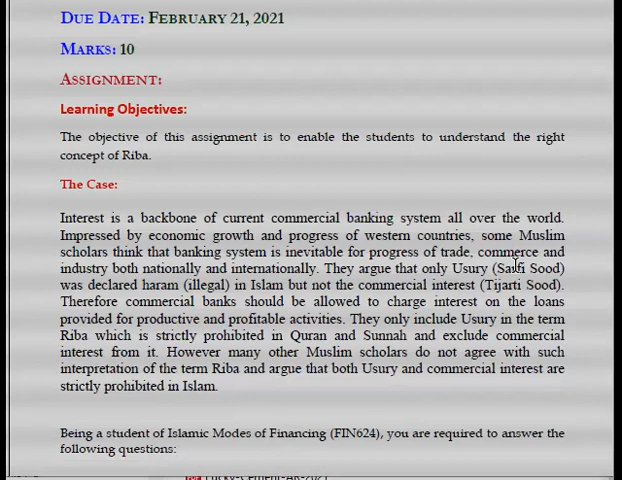 DUE DATE: FEBRUARY 21, 2021
MARKS: 10
ASSIGNMENT:
Learning Objectives:
The objective of this assignment is to enable the students to understand the right
concept of Riba.
The Case:
Interest is a backbone of current commercial banking system all over the world.
Impressed by economic growth and progress of western countries, some Muslim
scholars think that banking system is inevitable for progress of trade, commerce and
industry both nationally and internationally. They argue that only Usury (Sarfi Sood)
was declared haram (illegal) in Islam but not the commercial interest (Tijarti Sood).
Therefore commercial banks should be allowed to charge interest on the loans
provided for productive and profitable activities. They only include Usury in the term
Riba which is strictly prohibited in Quran and Sunnah and exclude commercial
interest from it. However many other Muslim scholars do not agree with such
interpretation of the term Riba and argue that both Usury and commercial interest are
strictly prohibited in Islam.
Being a student of Islamic Modes of Financing (FIN624), you are required to answer the
following questions:
Lucky-Cement-AR-2021